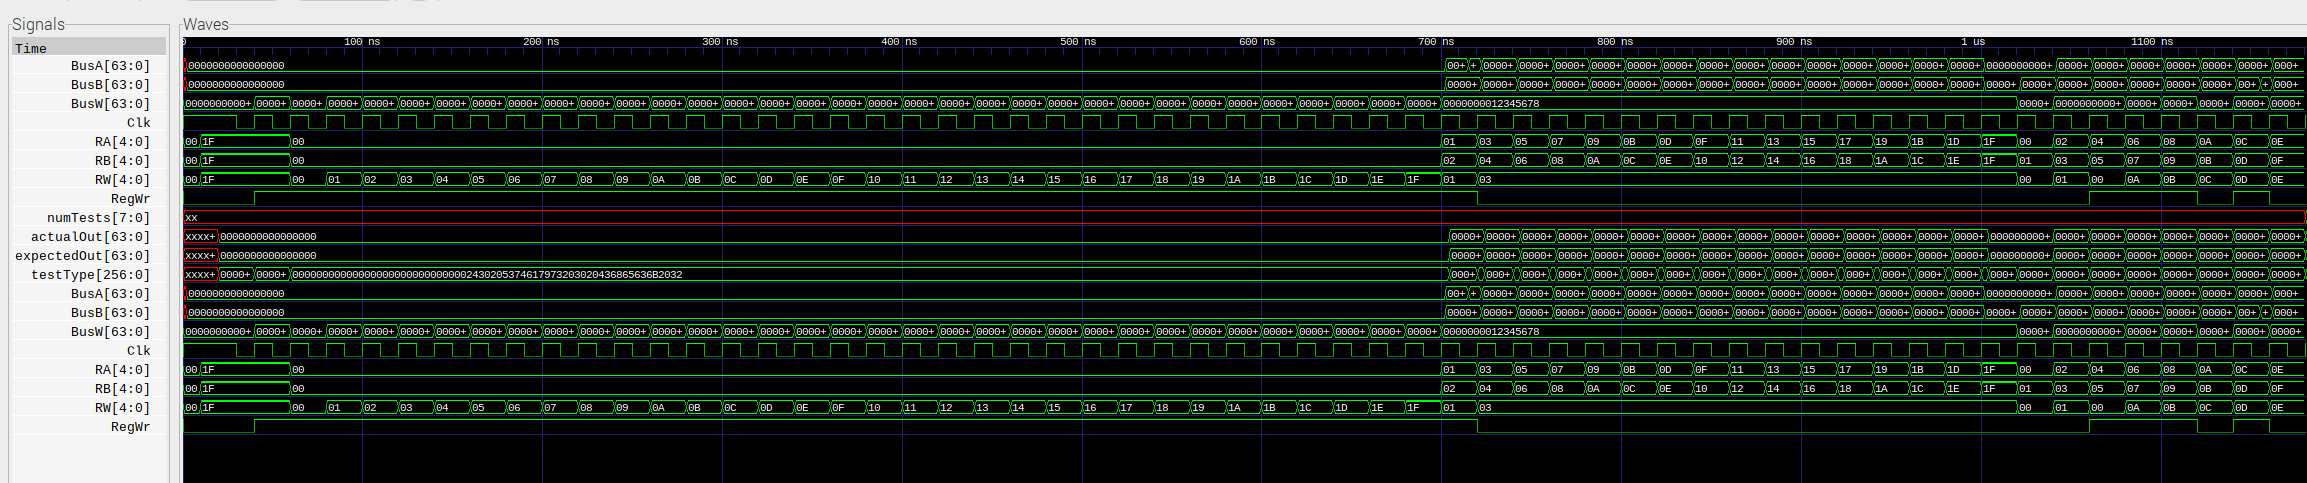 Signals
Waves
Time
0 100 ns 200 ns 300 ns 400 ns 500 ns 600 ns 700 ns 800 ns 900 ns 1 us 1100 ns
BusA[63:0] 0000000000000000 00+ + 0000+ 0000+ 0000+ 0000+ 0000+ 0000+ 0000+ 0000+ 0000+ 0000+ 0000+ 0000+ 0000+ 0000+ 0000000000+ 0000+ 0000+ 0000+ 0000+ 0000+ 0000+ 000+
BusB[63:0] 0000000000000000 0000+ 0000+ 0000+ 0000+ 0000+ 0000+ 0000+ 0000+ 0000+ 0000+ 0000+ 0000+ 0000+ 0000+ 0000+ 0000+ 0000+ 0000+ 0000+ 0000+ 0000+ 0000+ 00+ + 000+
BusW[63:0] 0000000000+ 0000+ 0000+ 0000+ 0000+ 0000+ 0000+ 0000+ 0000+ 0000+ 0000+ 0000+ 0000+ 0000+ 0000+ 0000+ 0000+ 0000+ 0000+ 0000+ 0000+ 0000+ 0000+ 0000+ 0000+ 0000+ 0000+ 0000+ 0000+ 0000+ 0000+ 0000+ 0000+ 0000+ 0000000012345678 0000+ 0000000000+ 0000+ 0000+ 0000+ 0000+ 0000+
Clk
RA[4:0] 00 1F 00 01 03 05 07 09 0B 0D 0F 11 13 15 17 19 1B 1D 1F 00 02 04 06 08 0A 0C 0E
RB[4:0] 00 1F 00 02 04 06 08 0A 0C 0E 10 12 14 16 18 1A 1C 1E 1F 01 03 05 07 09 0B 0D 0F
RW[4:0] 00 1F 00 01 02 03 04 05 06 07 08 09 0A 0B 0C 0D 0E 0F 10 11 12 13 14 15 16 17 18 19 1A 1B 1C 1D 1E 1F 01 03 00 01 00 0A 0B 0C 0D 0E
RegWr
numTests[7:0] xx
actualOut[63:0] xxxx+ 0000000000000000 0000+ 0000+ 0000+ 0000+ 0000+ 0000+ 0000+ 0000+ 0000+ 0000+ 0000+ 0000+ 0000+ 0000+ 0000+ 000000000+ 0000+ 0000+ 0000+ 0000+ 0000+ 0000+ 0000+
expectedOut[63:0] xxxx+ 0000000000000000 0000+ 0000+ 0000+ 0000+ 0000+ 0000+ 0000+ 0000+ 0000+ 0000+ 0000+ 0000+ 0000+ 0000+ 0000+ 000000000+ 0000+ 0000+ 0000+ 0000+ 0000+ 0000+ 0000+
testType[256:0] xxxx+ 0000+ 0000+
BusA[63:0] 0000000000000000 00+ + 0000+ 0000+ 0000+ 0000+ 0000+ 0000+ 0000+ 0000+ 0000+ 0000+ 0000+ 0000+ 0000+ 0000+ 0000000000+ 0000+ 0000+ 0000+ 0000+ 0000+ 0000+ 000+
BusB[63:0] 0000000000000000 0000+ 0000+ 0000+ 0000+ 0000+ 0000+ 0000+ 0000+ 0000+ 0000+ 0000+ 0000+ 0000+ 0000+ 0000+ 0000+ 0000+ 0000+ 0000+ 0000+ 0000+ 0000+ 00+ + 000+
BusW[63:0] 0000000000+ 0000+ 0000+ 0000+ 0000+ 0000+ 0000+ 0000+ 0000+ 0000+ 0000+ 0000+ 0000+ 0000+ 0000+ 0000+ 0000+ 0000+ 0000+ 0000+ 0000+ 0000+ 0000+ 0000+ 0000+ 0000+ 0000+ 0000+ 0000+ 0000+ 0000+ 0000+ 0000+ 0000+ 0000000012345678 0000+ 0000000000+ 0000+ 0000+ 0000+ 0000+ 0000+
Clk
RA[4:0] 00 1F 00 01 03 05 07 09 0B 0D 0F 11 13 15 17 19 1B 1D 1F 00 02 04 06 08 0A 0C 0E
RB[4:0] 00 1F 00 02 04 06 08 0A 0C 0E 10 12 14 16 18 1A 1C 1E 1F 01 03 05 07 09 0B 0D 0F
RW[4:0] 00 1F 00 01 02 03 04 05 06 07 08 09 0A 0B 0C 0D 0E 0F 10 11 12 13 14 15 16 17 18 19 1A 1B 1C 1D 1E 1F 01 03 00 01 00 0A 0B 0C 0D 0E
RegWr